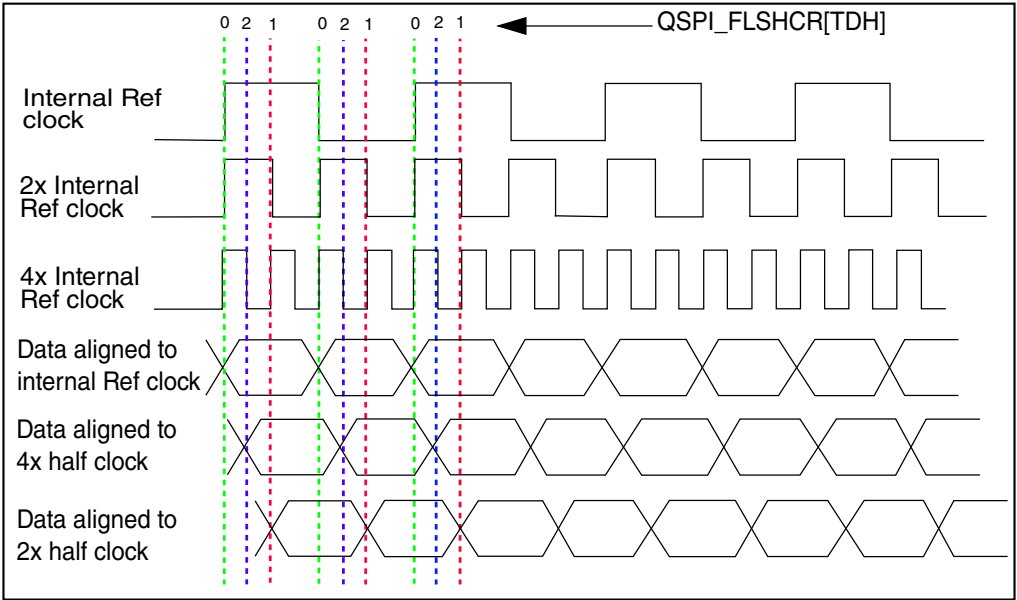 0 2 1 0 2 1 0 2 1 QSPI_FLSHCR[TDH]
Internal Ref
clock
2x Internal
Ref clock
4x Internal
Ref clock
Data aligned to
internal Ref clock
Data aligned to
4x half clock
Data aligned to
2x half clock